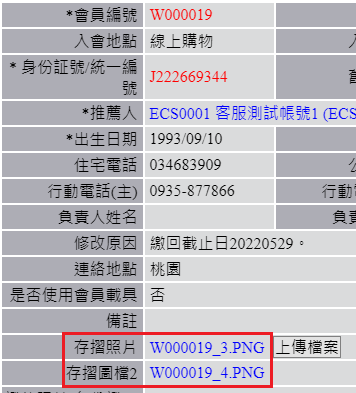 *會員編號 W000019
入會地點 線上購物
* 身份証號/統一編
號 J222669344
*推薦人 ECS0001 客服測試帳號1 (EC
*出生日期 1993/09/10
住宅電話 034683909
行動電話(主) 0935-877866 行動
負責人姓名 負責
修改原因 繳回截止日20220529。
連絡地點 桃園
是否使用會員載具 否
備註
存摺照片 W000019_3.PNG 上傳檔案
存摺圖檔2 W000019_4.PNG